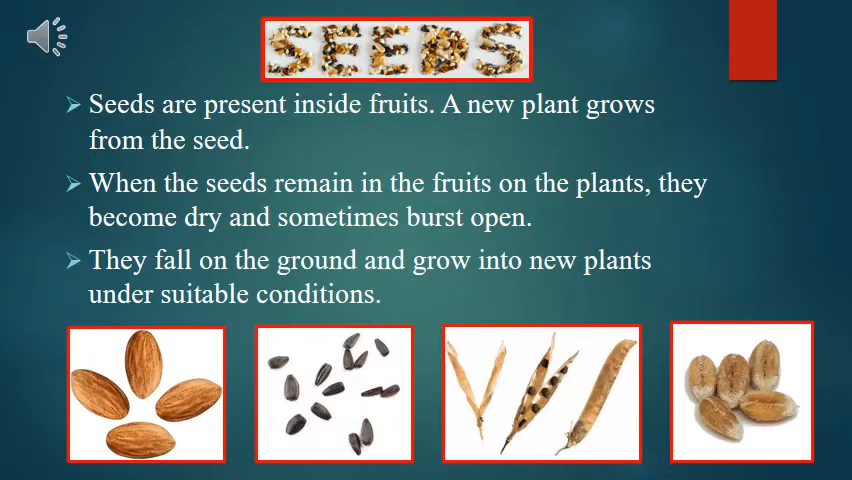 SEEDS
➢ Seeds are present inside fruits. A new plant grows
from the seed.
➢ When the seeds remain in the fruits on the plants, they
become dry and sometimes burst open.
➢ They fall on the ground and grow into new plants
under suitable conditions.